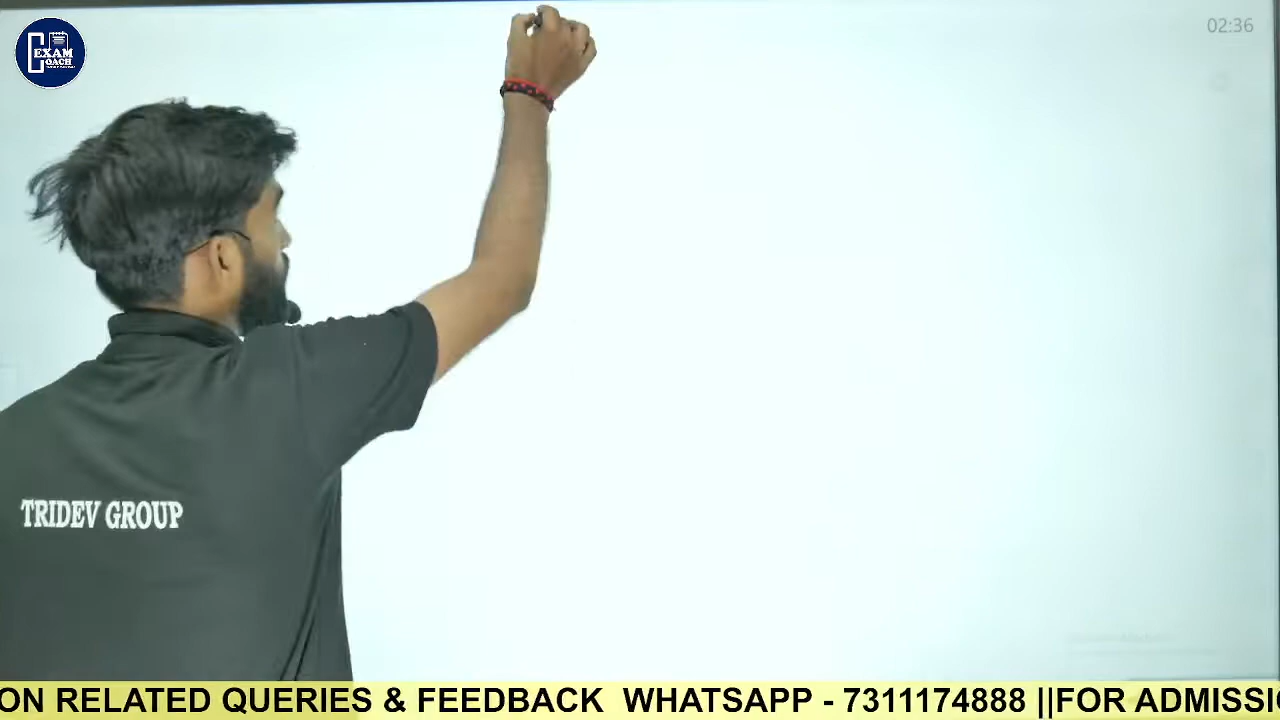 EXAM
COACH
02:36
TRIDEV GROUP
ON RELATED QUERIES & FEEDBACK WHATSAPP - 7311174888 ||FOR ADMISSI